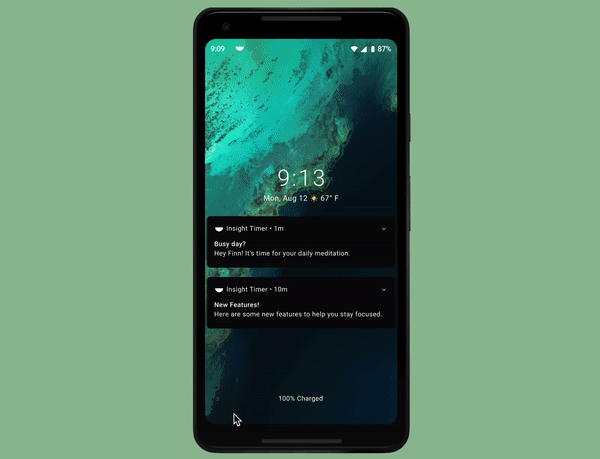 9:09
87%
9:13
Mon, Aug 12 67° F
Insight Timer • 1m
Busy day?
Hey Finn! It's time for your daily meditation.
Insight Timer • 10m
New Features!
Here are some new features to help you stay focused.
100% Charged